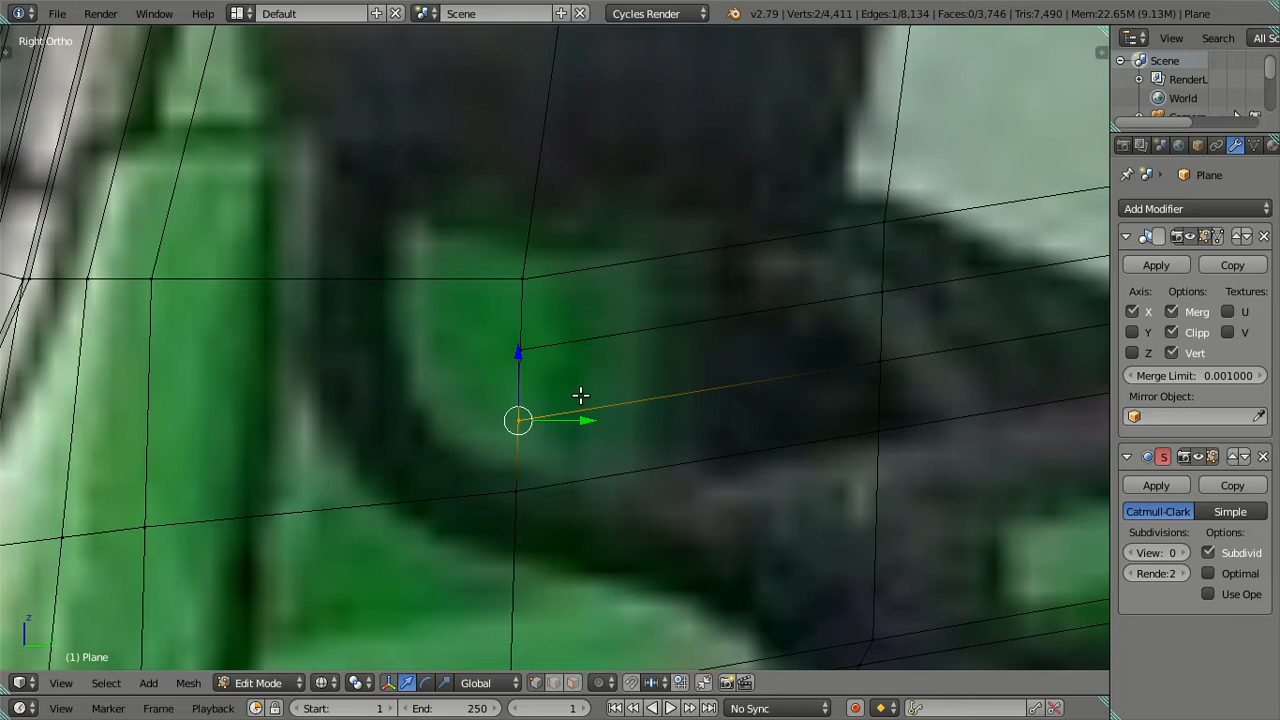 File Render Window Help Default Scene Cycles Render v2.79 | Verts:2/4,411 | Edges:1/8,134 | Faces:0/3,746 | Tris:7,490 | Mem:22.65M (9.13M) | Plane
Right Ortho
View Search All Sc
Scene
RenderL
World
Plane
Add Modifier
Apply Copy
Axis: Options: Textures:
X Merg U
Y Clipp V
Z Vert
Merge Limit: 0.001000
Mirror Object:
S
Apply Copy
Catmull-Clark Simple
Subdivisions: Options:
View: 0 Subdivid
Rende:2 Optimal
Use Ope
z
(1) Plane
View Select Add Mesh Edit Mode Global
View Marker Frame Playback Start: 1 End: 250 1 No Sync